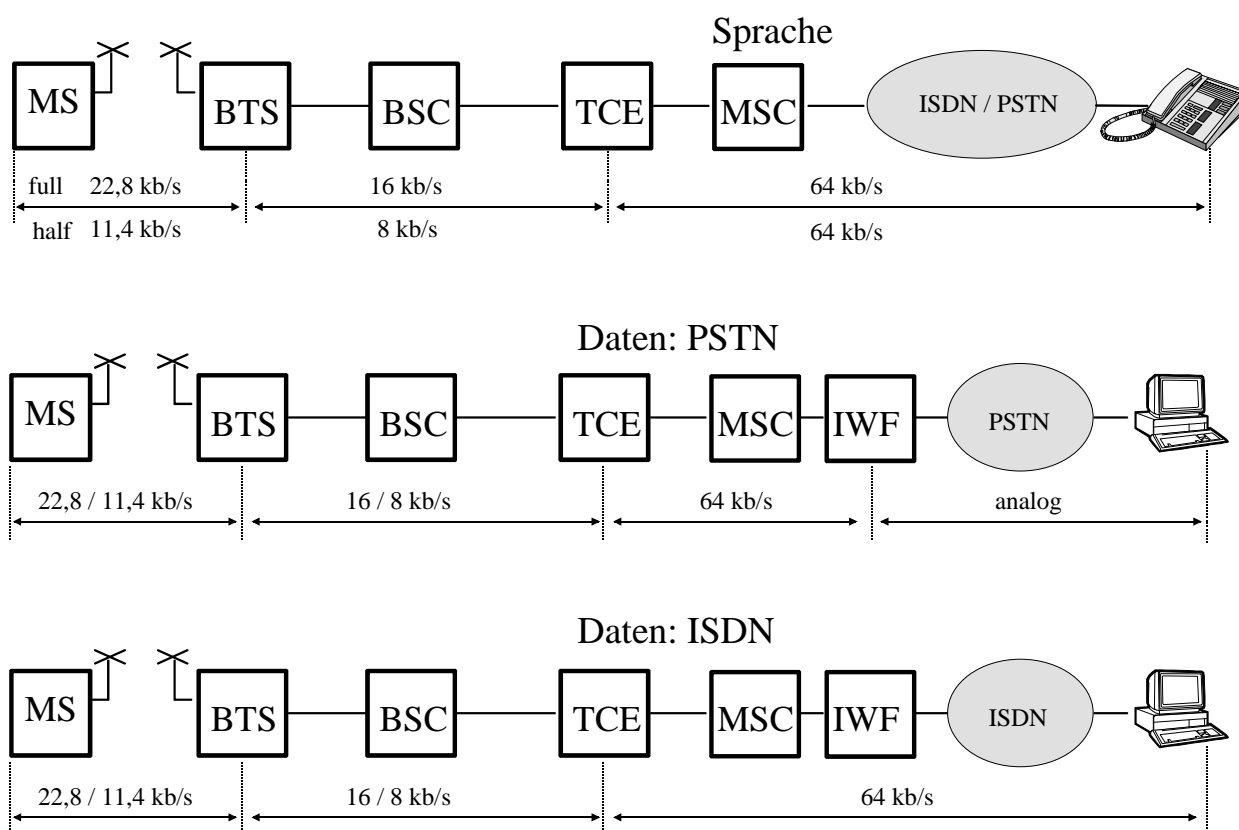 Sprache
MS BTS BSC TCE MSC ISDN / PSTN
full 22,8 kb/s 16 kb/s 64 kb/s
half 11,4 kb/s 8 kb/s 64 kb/s
Daten: PSTN
MS BTS BSC TCE MSC IWF PSTN
22,8 / 11,4 kb/s 16 / 8 kb/s 64 kb/s analog
Daten: ISDN
MS BTS BSC TCE MSC IWF ISDN
22,8 / 11,4 kb/s 16 / 8 kb/s 64 kb/s